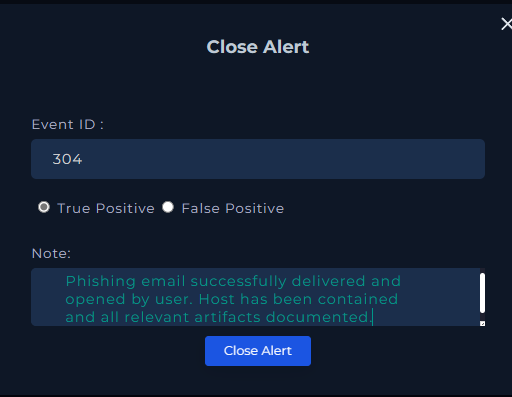 Close Alert
Event ID :
304
True Positive False Positive
Note:
Phishing email successfully delivered and
opened by user. Host has been contained
and all relevant artifacts documented.
Close Alert